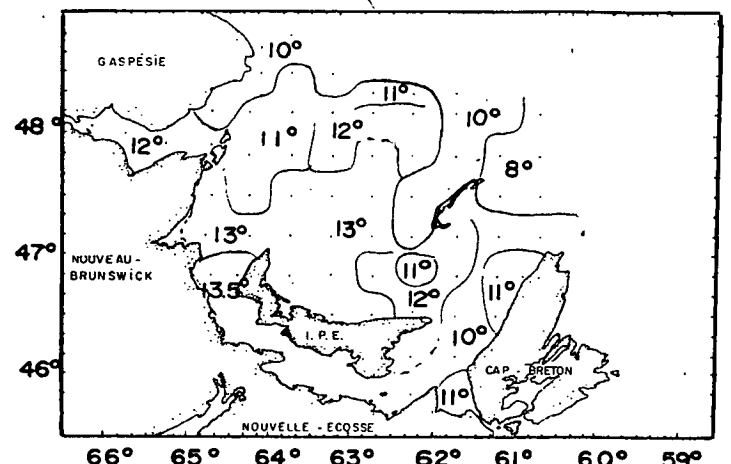 10°
GASPÉSIE
11°
48°
10°
12°
11°
12°
8°
13°
13°
47°
NOUVEAU-
BRUNSWICK
11°
13.5°
12°
11°
I.P.E.
10°
46°
CAP BRETON
11°
NOUVELLE-ECOSSE
66° 65° 64° 63° 62° 61° 60° 59°